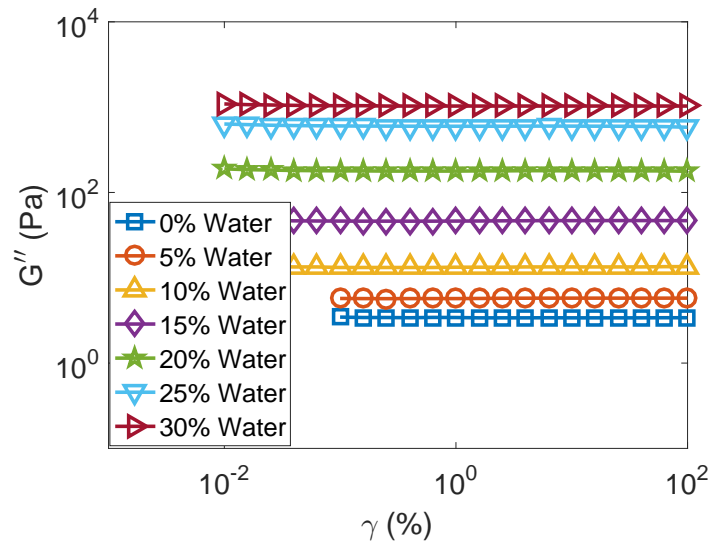 10^4
10^2
10^0
G′′ (Pa)
0% Water
5% Water
10% Water
15% Water
20% Water
25% Water
30% Water
10^-2
10^0
10^2
γ (%)